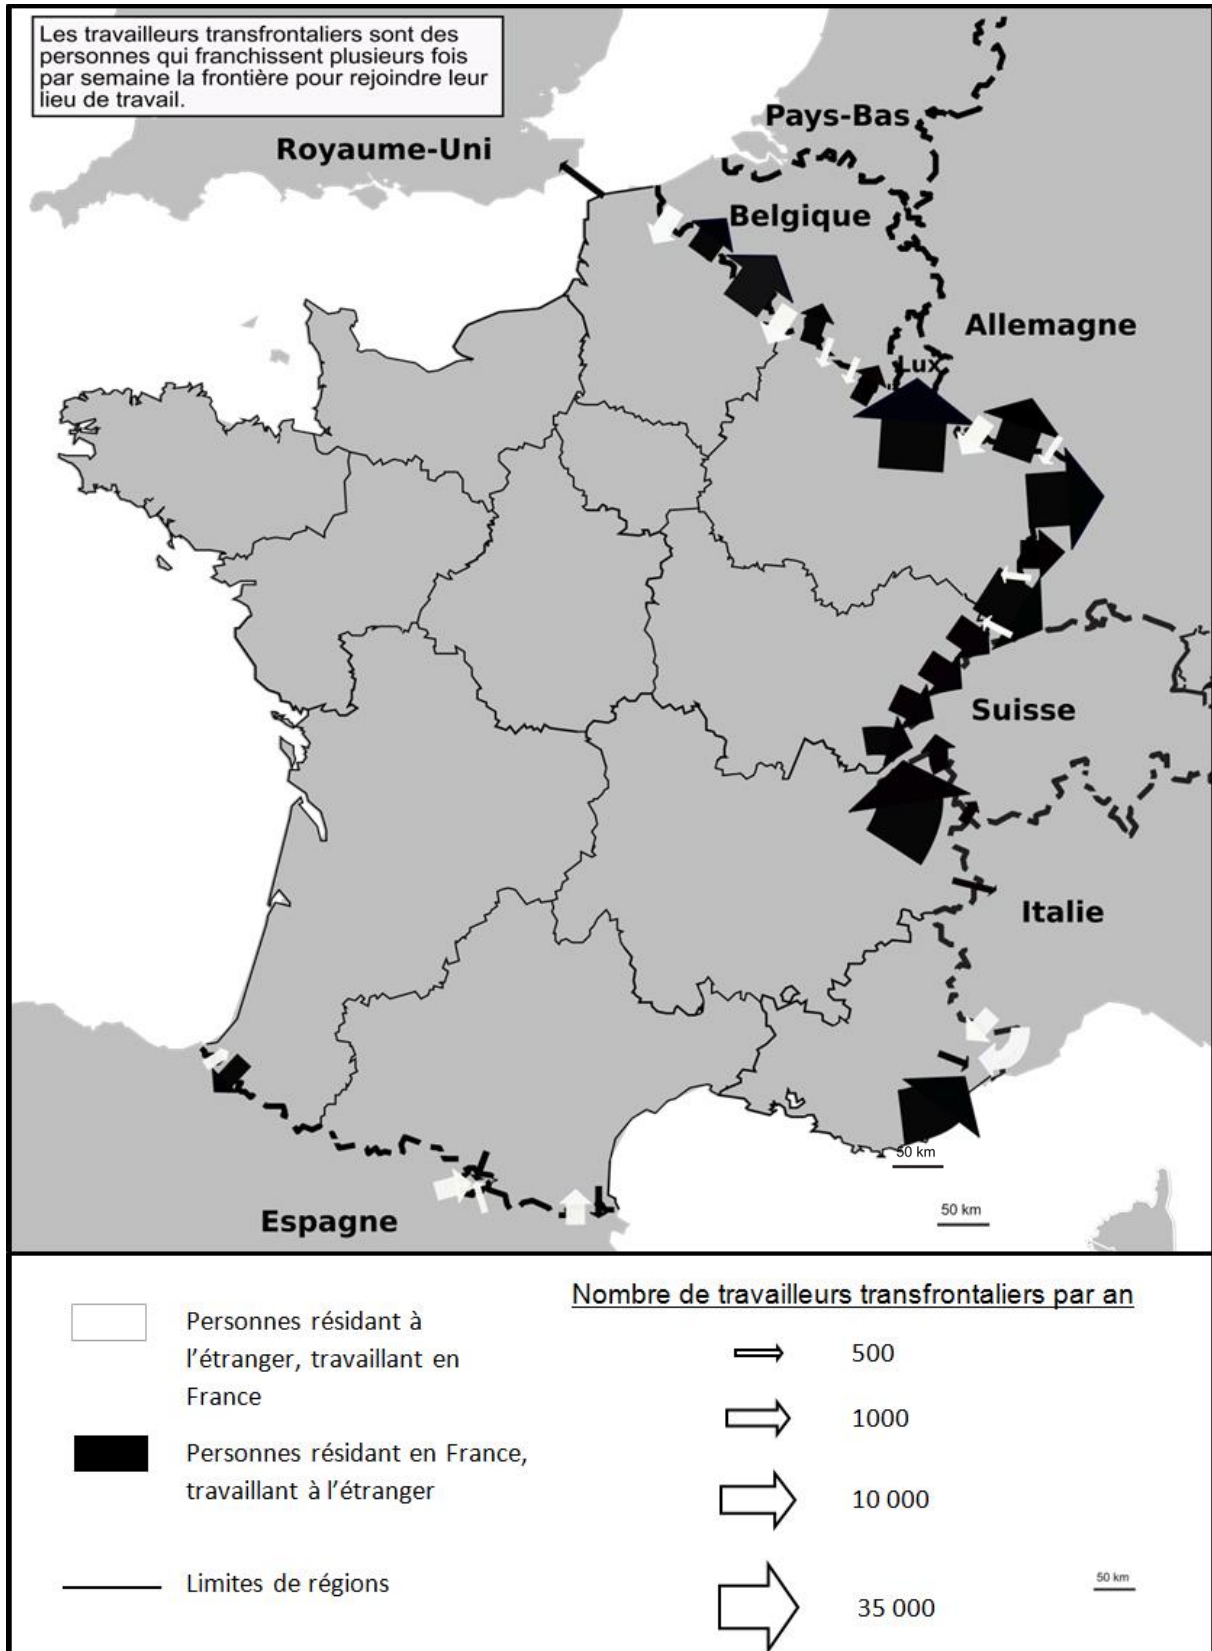 Les travailleurs transfrontaliers sont des
personnes qui franchissent plusieurs fois
par semaine la frontière pour rejoindre leur
lieu de travail.
Pays-Bas
Royaume-Uni
Belgique
Allemagne
Lux
Suisse
Italie
50 km
50 km
Espagne
Nombre de travailleurs transfrontaliers par an
Personnes résidant à
l'étranger, travaillant en
France
Personnes résidant en France,
travaillant à l'étranger
Limites de régions
500
1000
10 000
35 000
50 km